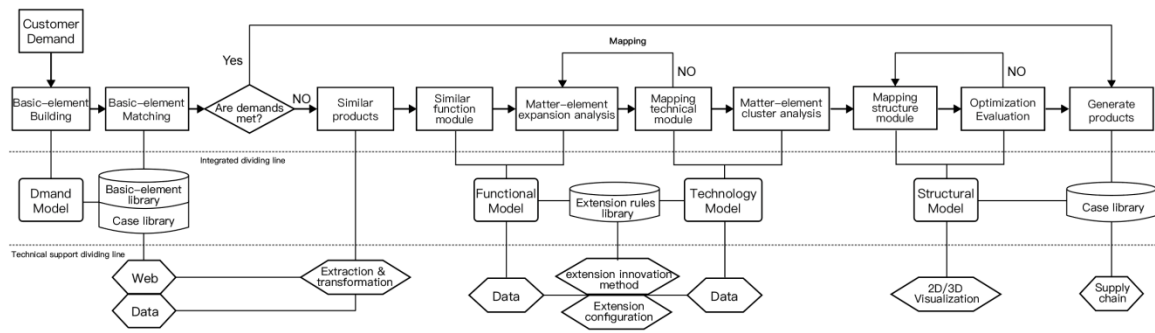 Customer
Demand
Yes
Mapping
NO
NO
Basic-element
Building
Basic-element
Matching
Are demands
met?
NO
Similar
products
Similar
function module
Matter-element
expansion analysis
Mapping
technical module
Matter-element
cluster analysis
Mapping
structure module
Optimization
Evaluation
Generate
products
Integrated dividing line
Dmand
Model
Basic-element
library
Case library
Functional
Model
Extension rules
library
Technology
Model
Structural
Model
Case library
Technical support dividing line
Web
Data
Extraction &
transformation
Data
extension innovation
method
Extension
configuration
Data
2D/3D
Visualization
Supply
chain